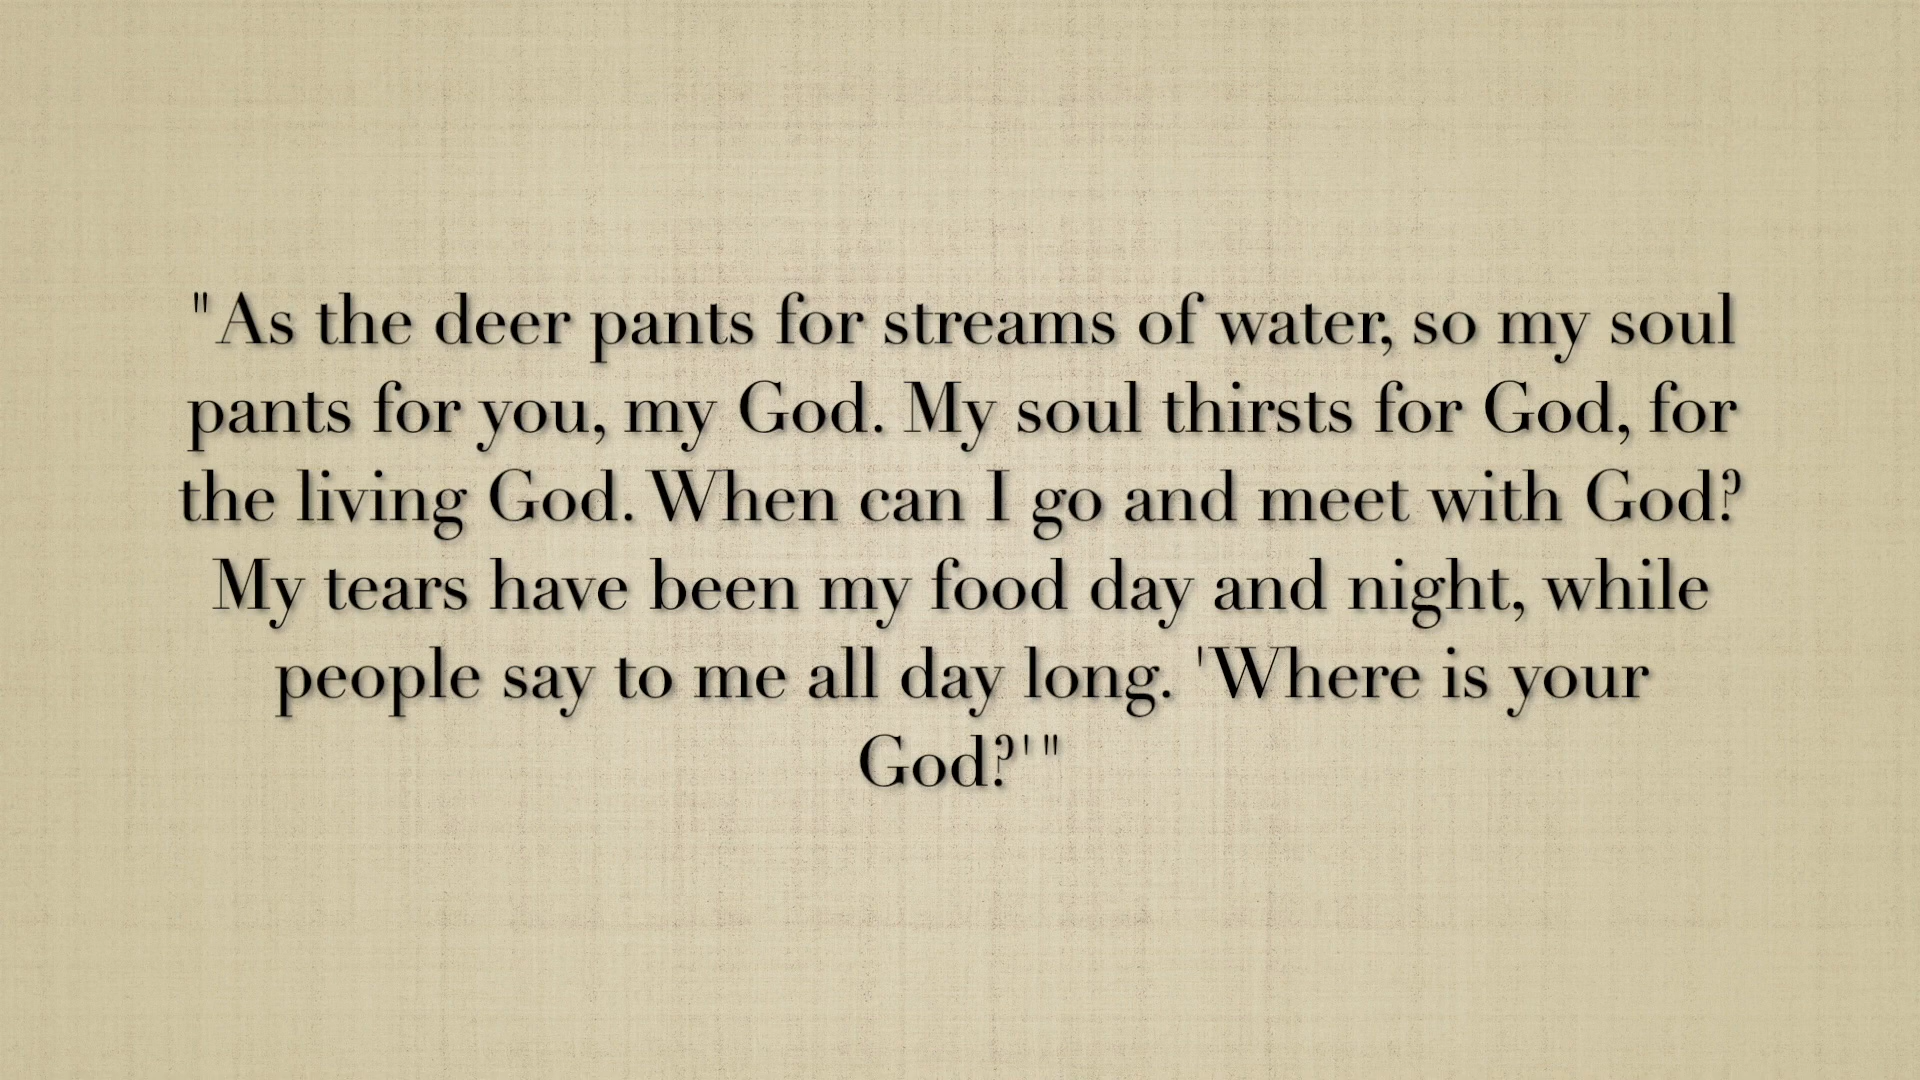 "As the deer pants for streams of water, so my soul
pants for you, my God. My soul thirsts for God, for
the living God. When can I go and meet with God?
My tears have been my food day and night, while
people say to me all day long. 'Where is your
God?'"